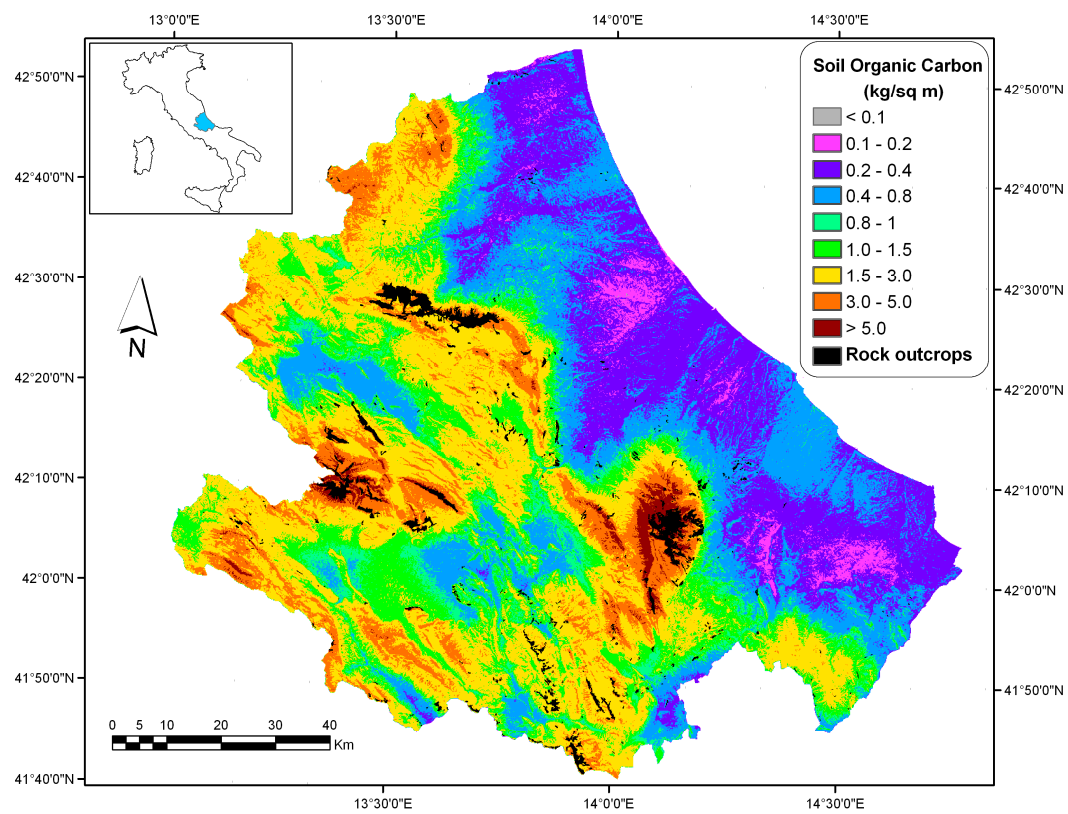 13°0'0"E 13°30'0"E 14°0'0"E 14°30'0"E
42°50'0"N
42°40'0"N
42°30'0"N
42°20'0"N
42°10'0"N
42°0'0"N
41°50'0"N
41°40'0"N
Soil Organic Carbon
(kg/sq m)
< 0.1
0.1 - 0.2
0.2 - 0.4
0.4 - 0.8
0.8 - 1
1.0 - 1.5
1.5 - 3.0
3.0 - 5.0
> 5.0
Rock outcrops
42°50'0"N
42°40'0"N
42°30'0"N
42°20'0"N
42°10'0"N
42°0'0"N
41°50'0"N
N
0 5 10 20 30 40
Km
13°30'0"E 14°0'0"E 14°30'0"E